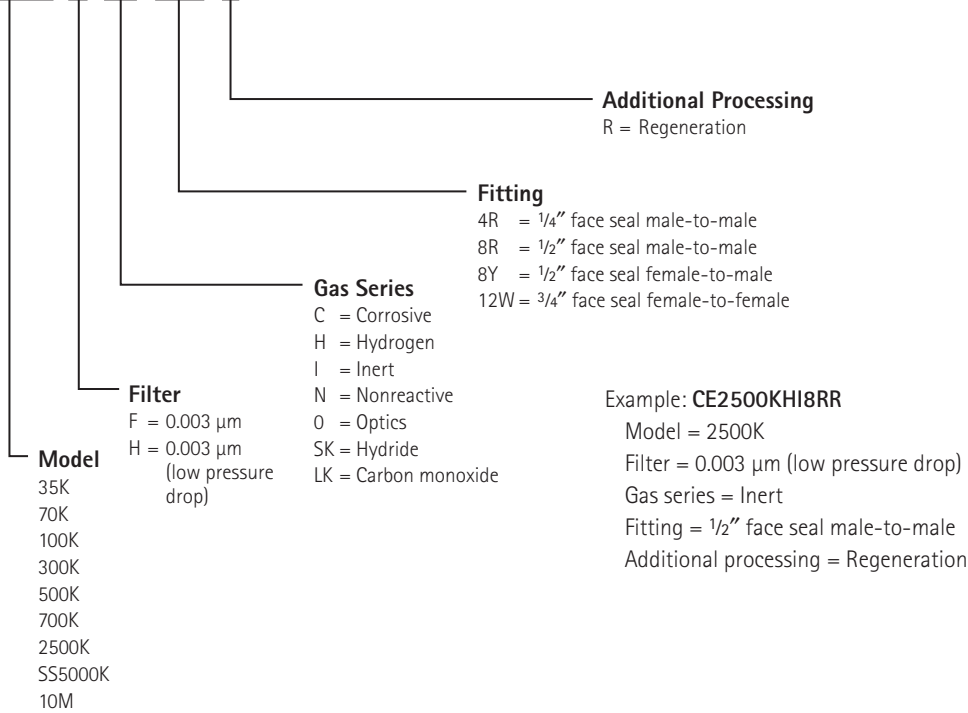 Additional Processing
R = Regeneration
Fitting
4R = 1/4″ face seal male-to-male
8R = 1/2″ face seal male-to-male
8Y = 1/2″ face seal female-to-male
12W = 3/4″ face seal female-to-female
Gas Series
C = Corrosive
H = Hydrogen
I = Inert
N = Nonreactive
0 = Optics
SK = Hydride
LK = Carbon monoxide
Filter
F = 0.003 μm
H = 0.003 μm
(low pressure
drop)
Model
35K
70K
100K
300K
500K
700K
2500K
SS5000K
10M
Example: CE2500KHI8RR
Model = 2500K
Filter = 0.003 μm (low pressure drop)
Gas series = Inert
Fitting = 1/2″ face seal male-to-male
Additional processing = Regeneration